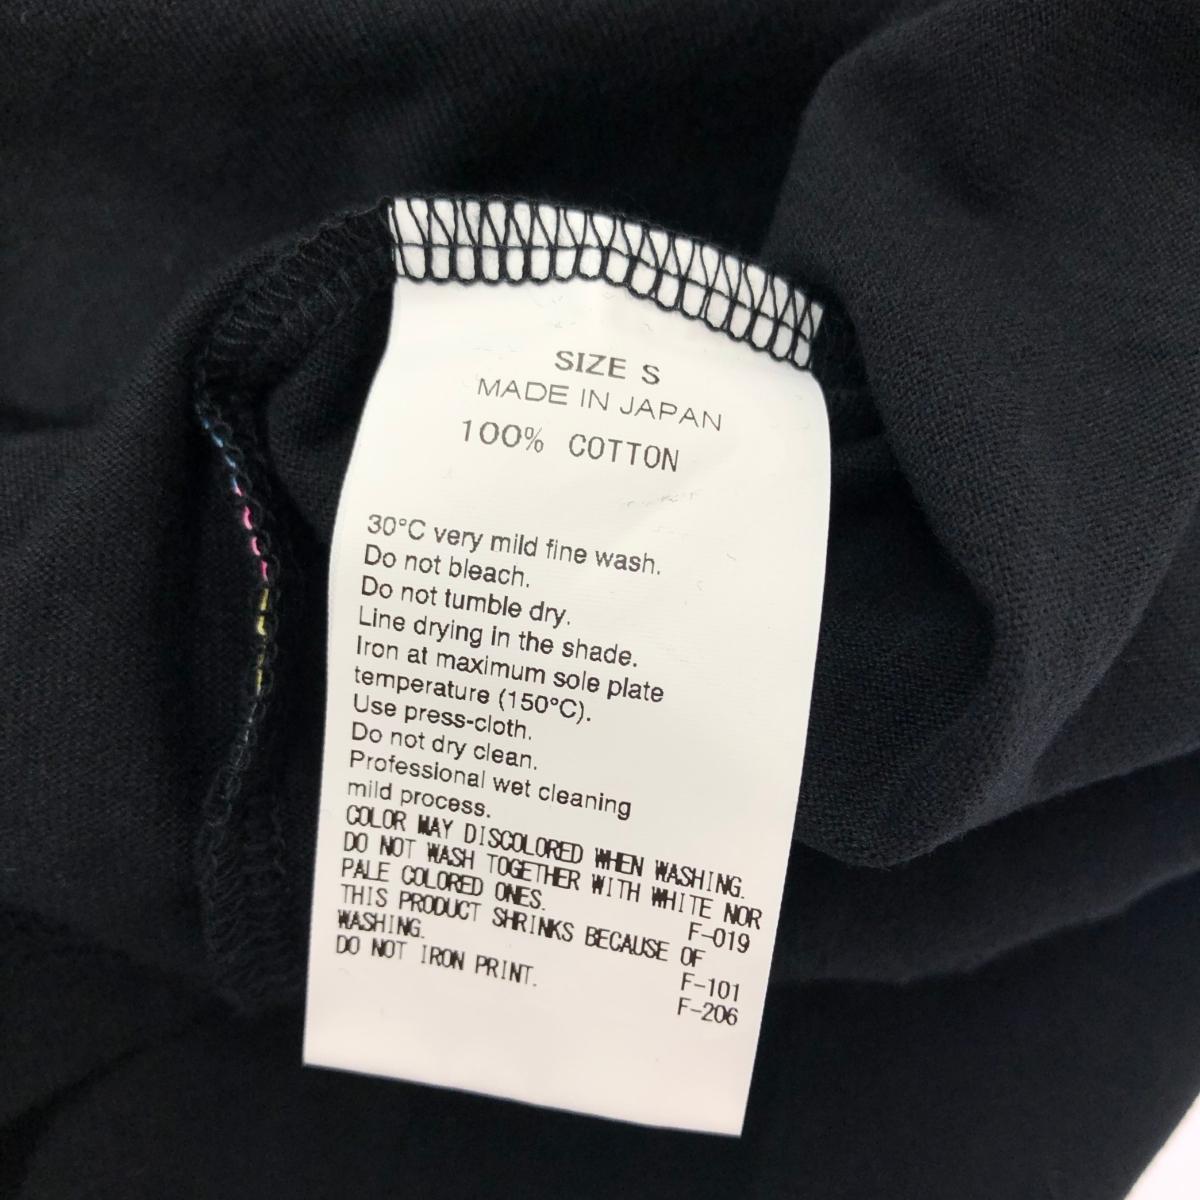 SIZE S
MADE IN JAPAN
100% COTTON
30°C very mild fine wash.
Do not bleach.
Do not tumble dry.
Line drying in the shade.
Iron at maximum sole plate
temperature (150°C).
Use press-cloth.
Do not dry clean.
Professional wet cleaning
mild process.
COLOR MAY DISCOLORED WHEN WASHING.
DO NOT WASH TOGETHER WITH WHITE NOR
PALE COLORED ONES. F-019
THIS PRODUCT SHRINKS BECAUSE OF
WASHING. F-101
DO NOT IRON PRINT. F-206